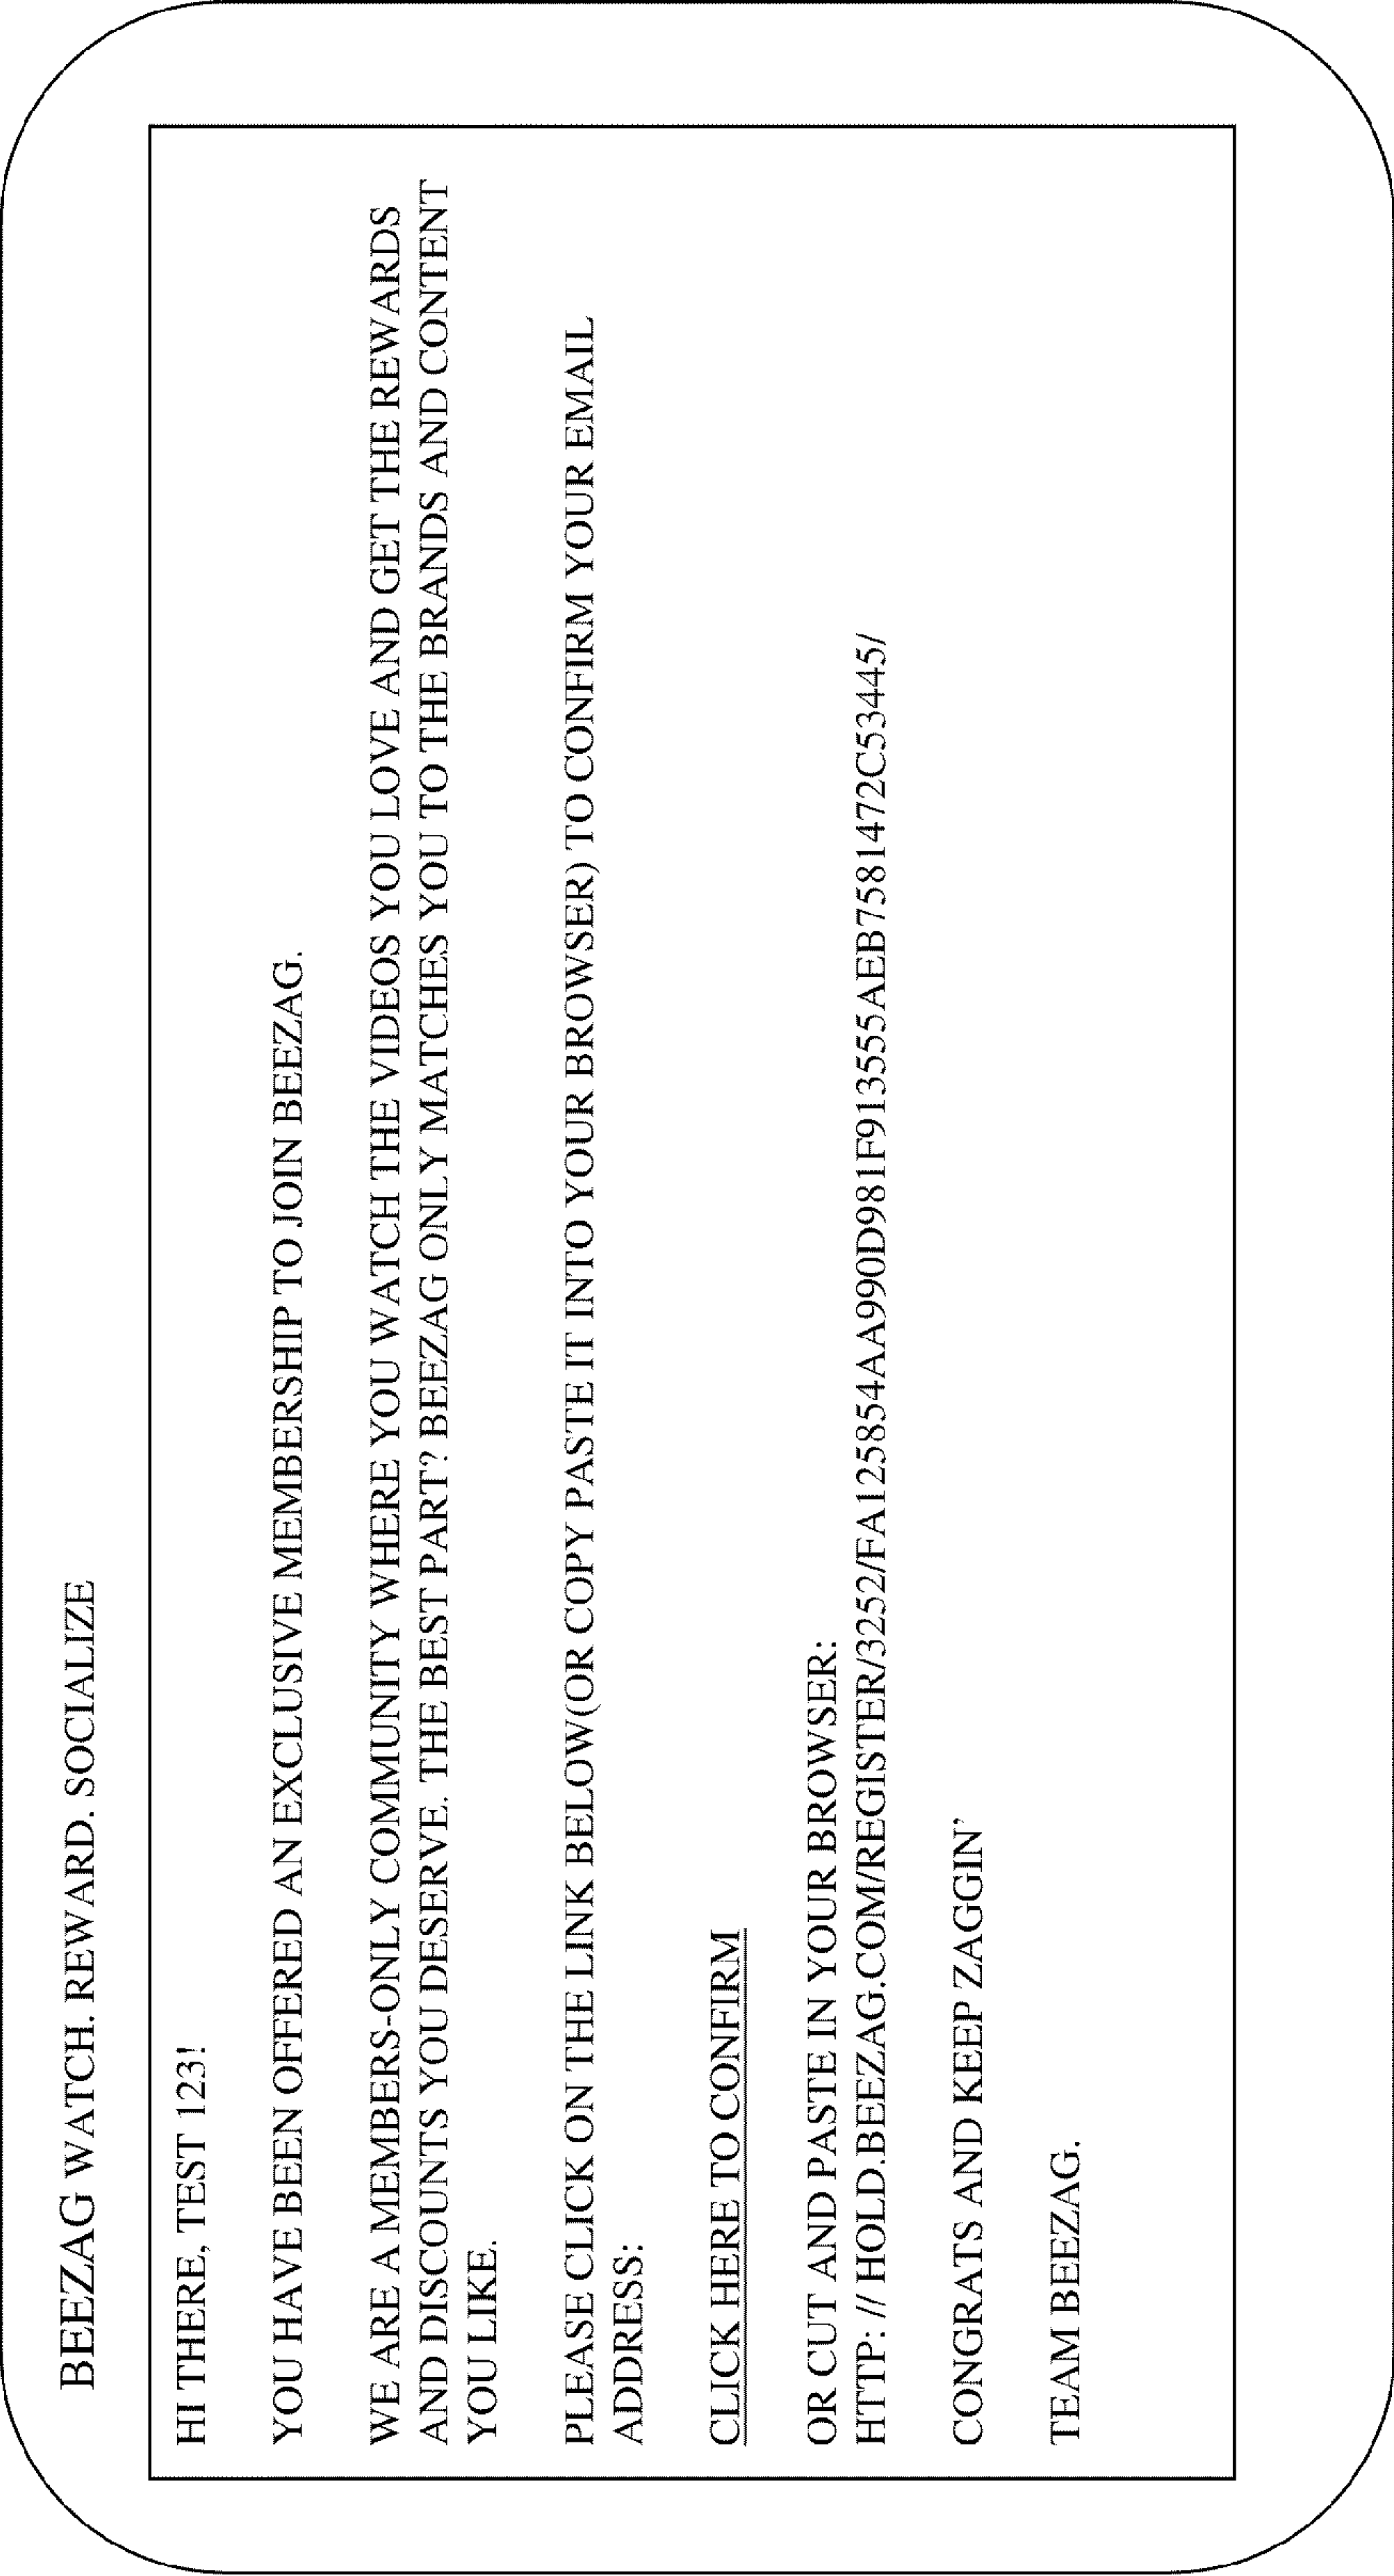 BEEZAG WATCH. REWARD. SOCIALIZE
HI THERE, TEST 123!
YOU HAVE BEEN OFFERED AN EXCLUSIVE MEMBERSHIP TO JOIN BEEZAG.
WE ARE A MEMBERS-ONLY COMMUNITY WHERE YOU WATCH THE VIDEOS YOU LOVE AND GET THE REWARDS
AND DISCOUNTS YOU DESERVE. THE BEST PART? BEEZAG ONLY MATCHES YOU TO THE BRANDS AND CONTENT
YOU LIKE.
PLEASE CLICK ON THE LINK BELOW(OR COPY PASTE IT INTO YOUR BROWSER) TO CONFIRM YOUR EMAIL
ADDRESS:
CLICK HERE TO CONFIRM
OR CUT AND PASTE IN YOUR BROWSER:
HTTP: // HOLD.BEEZAG.COM/REGISTER/3252/FA125854AA990D981F913555AEB7581472C53445/
CONGRATS AND KEEP ZAGGIN’
TEAM BEEZAG.